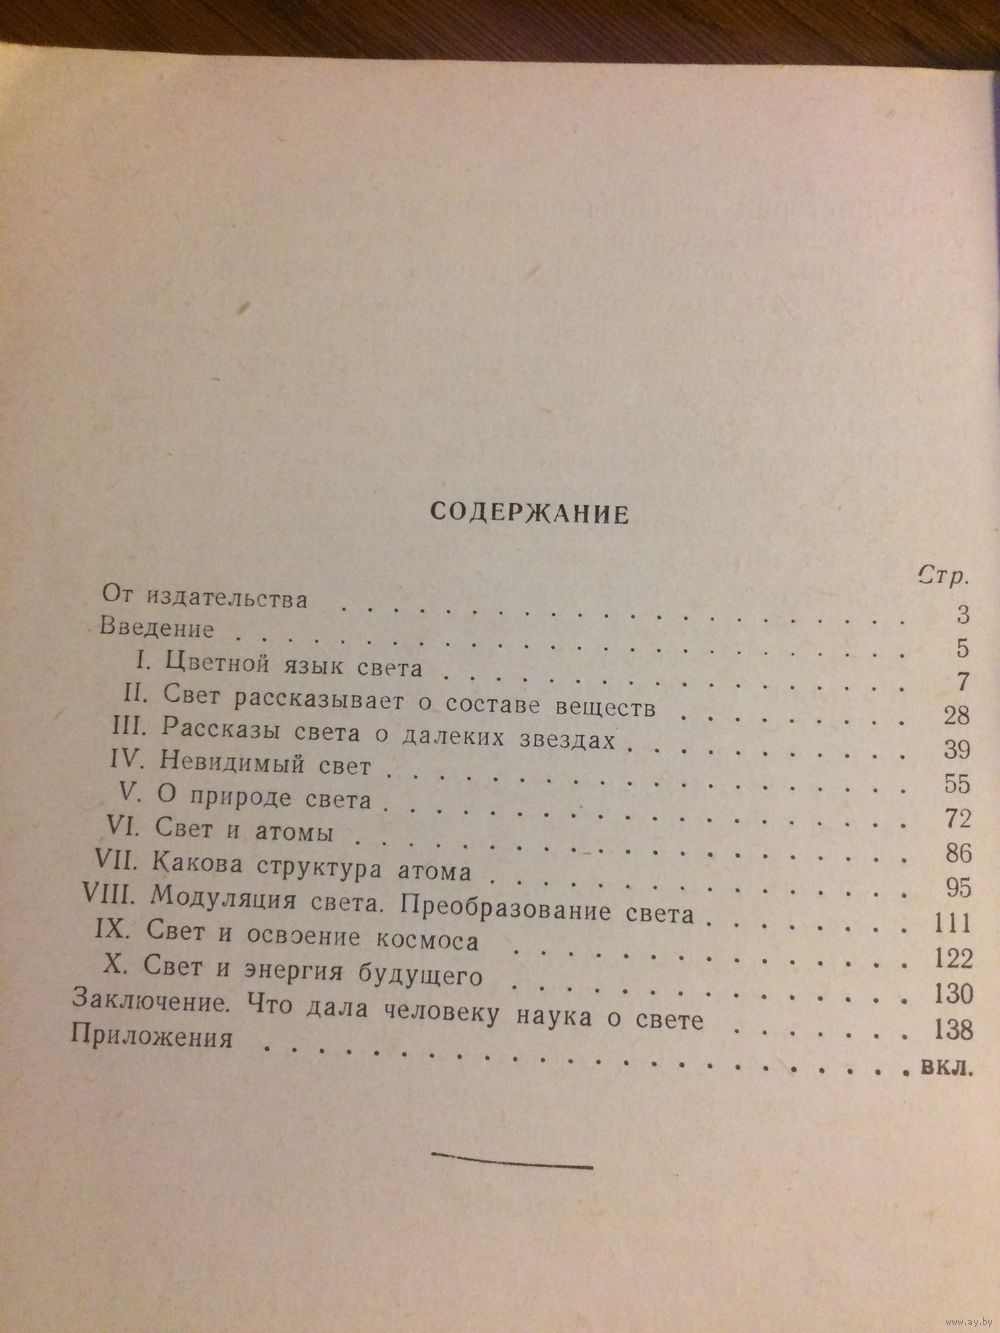 СОДЕРЖАНИЕ
Стр.
От издательства . . . . . . . . . . . . . . . . . . . . . . 3
Введение . . . . . . . . . . . . . . . . . . . . . . . . . . 5
I. Цветной язык света . . . . . . . . . . . . . . . . . . 7
II. Свет рассказывает о составе веществ . . . . . . . . . 28
III. Рассказы света о далеких звездах . . . . . . . . . . . 39
IV. Невидимый свет . . . . . . . . . . . . . . . . . . . . 55
V. О природе света . . . . . . . . . . . . . . . . . . . . 72
VI. Свет и атомы . . . . . . . . . . . . . . . . . . . . . 86
VII. Какова структура атома . . . . . . . . . . . . . . . . 95
VIII. Модуляция света. Преобразование света . . . . . . . . 111
IX. Свет и освоение космоса . . . . . . . . . . . . . . . 122
X. Свет и энергия будущего . . . . . . . . . . . . . . . 130
Заключение. Что дала человеку наука о свете . . . . . . . 138
Приложения . . . . . . . . . . . . . . . . . . . . . . . . . вкл.
www.ay.by